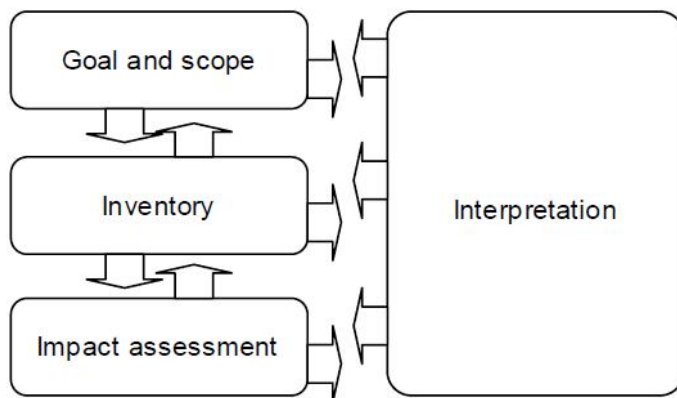 Goal and scope
Inventory
Interpretation
Impact assessment